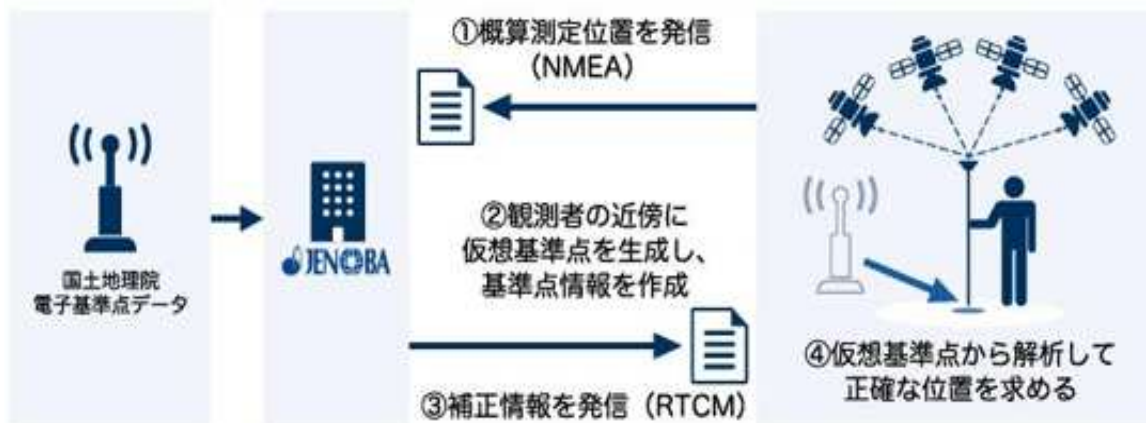 ①概算測定位置を発信
（NMEA）
国土地理院
電子基準点データ
JENOBA
②観測者の近傍に
仮想基準点を生成し、
基準点情報を作成
③補正情報を発信（RTCM）
④仮想基準点から解析して
正確な位置を求める